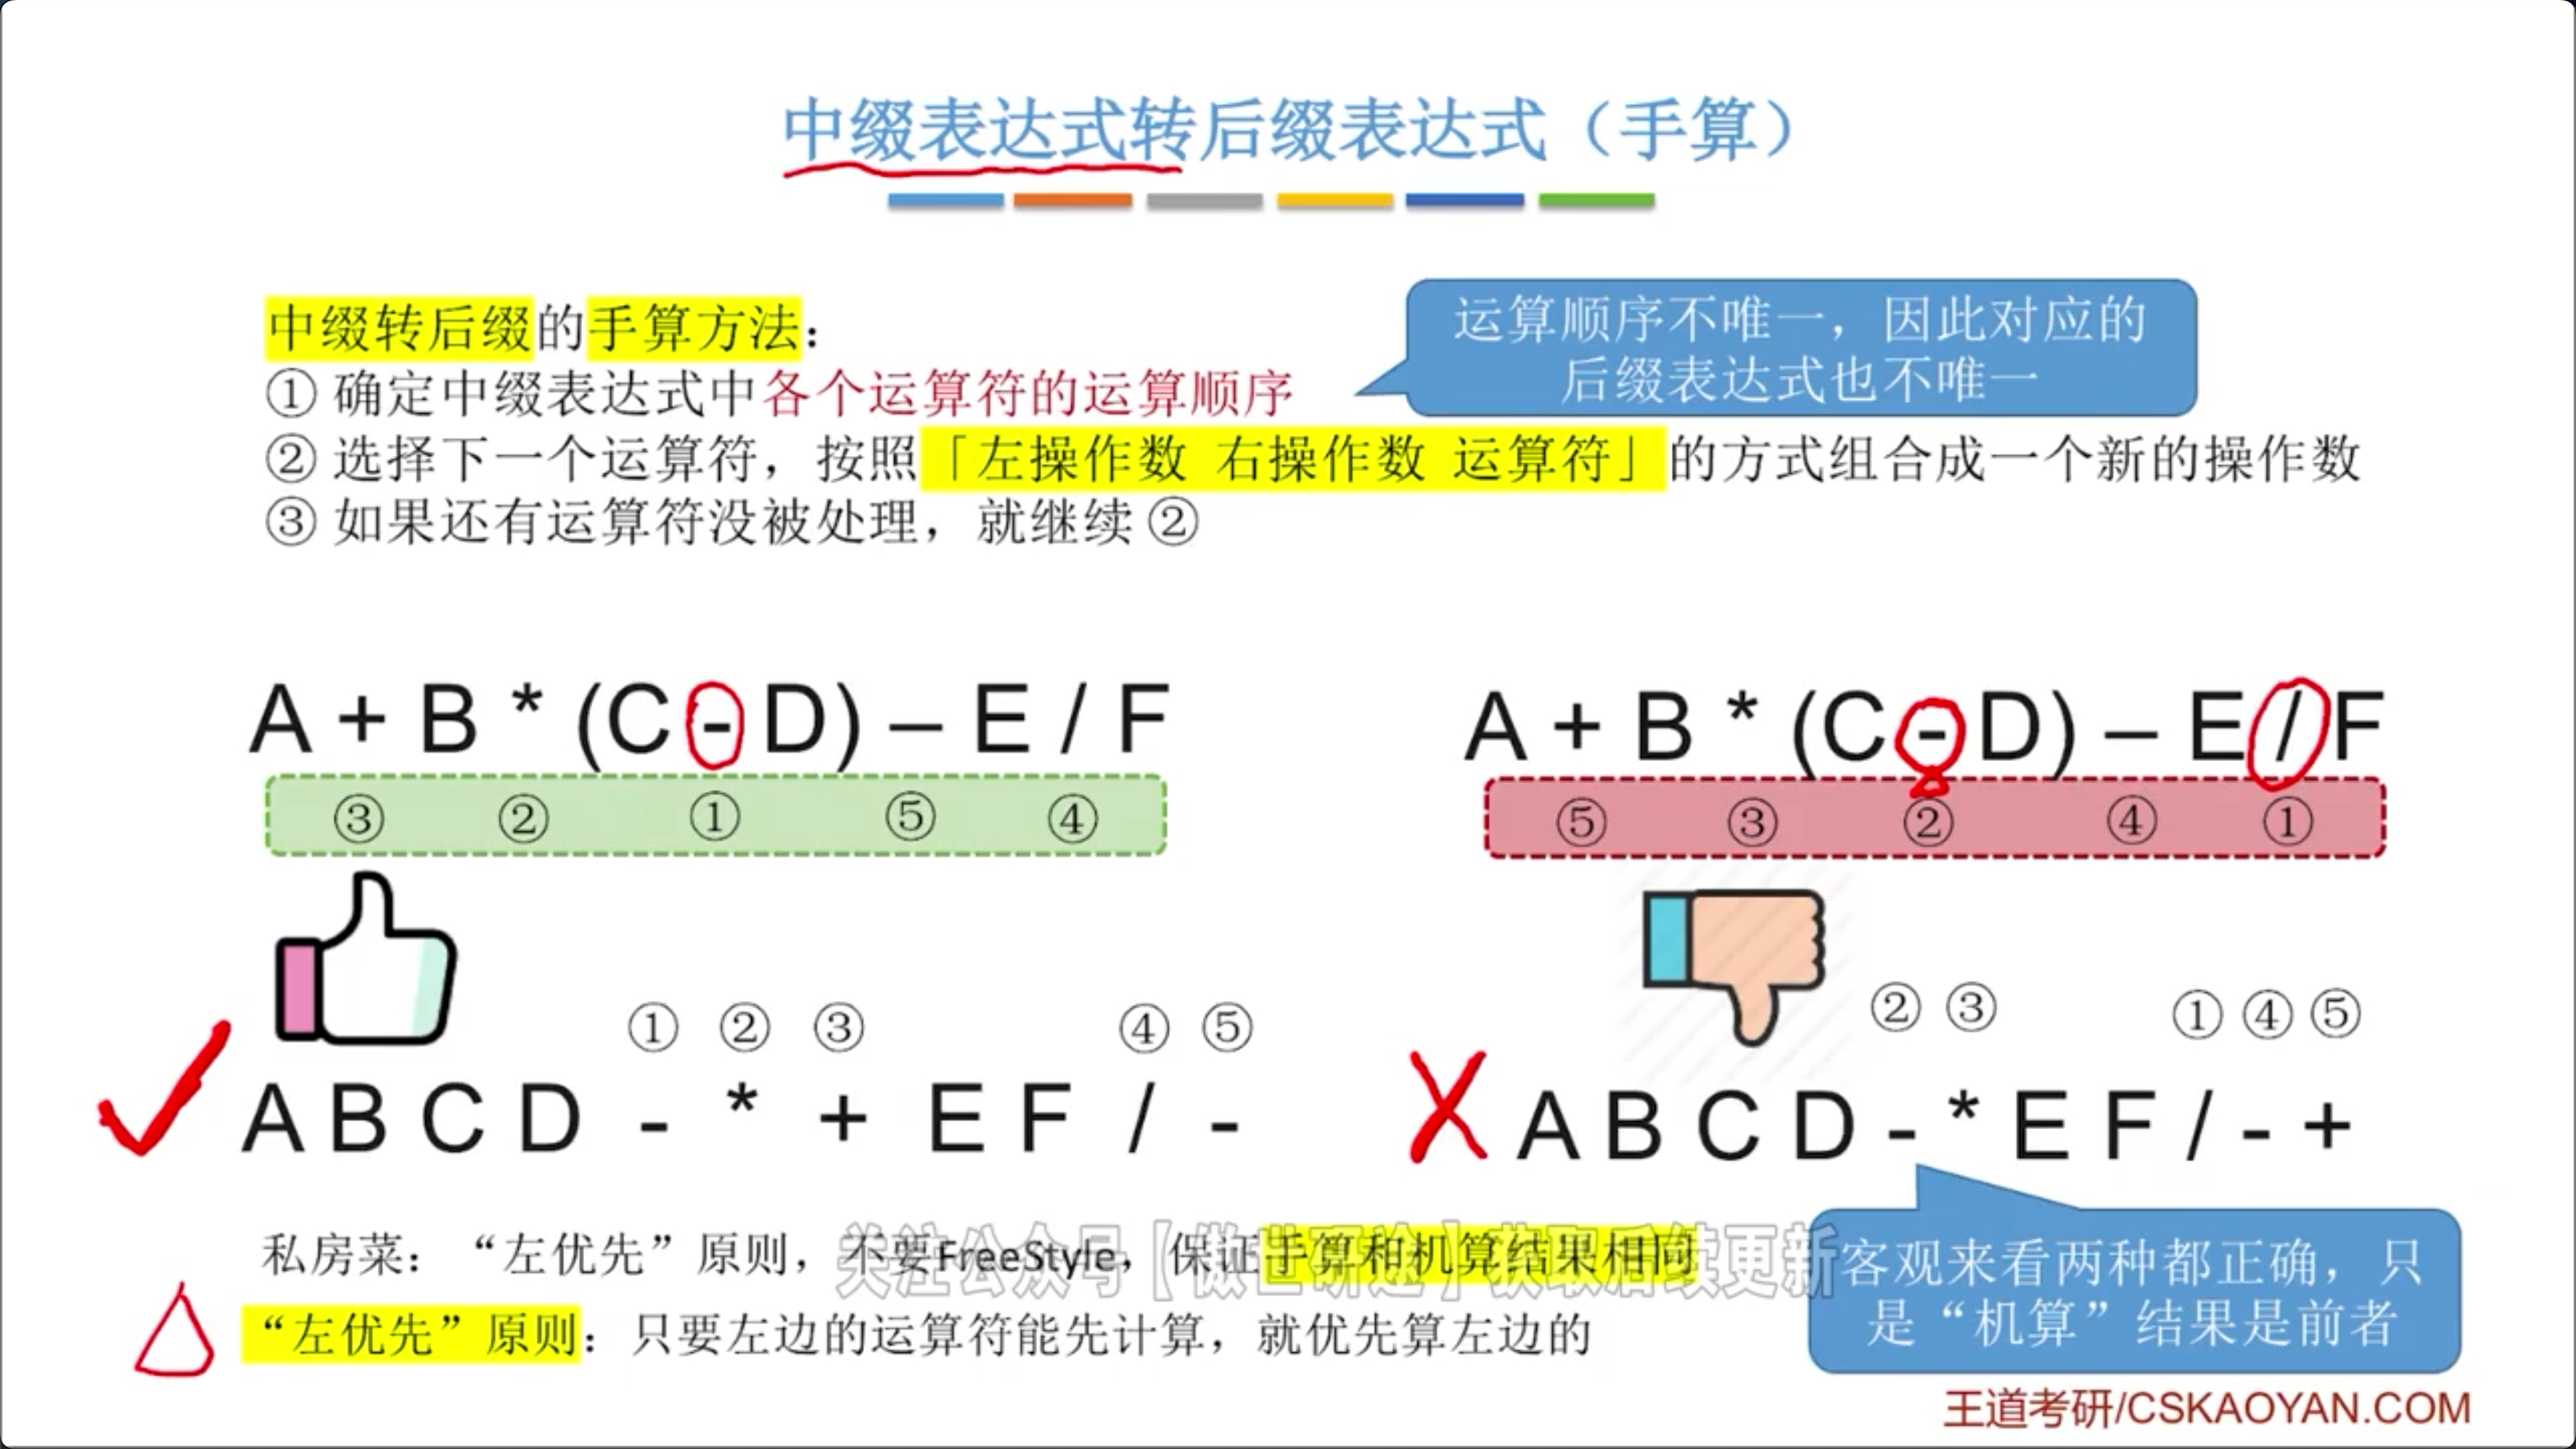 中缀表达式转后缀表达式（手算）
中缀转后缀的手算方法：
① 确定中缀表达式中各个运算符的运算顺序
运算顺序不唯一，因此对应的
后缀表达式也不唯一
② 选择下一个运算符，按照「左操作数 右操作数 运算符」的方式组合成一个新的操作数
③ 如果还有运算符没被处理，就继续 ②
A + B * (C - D) – E / F
③ ② ① ⑤ ④
① ② ③ ④ ⑤
A B C D - * + E F / -
A + B * (C - D) – E / F
⑤ ③ ② ④ ①
② ③ ① ④ ⑤
A B C D - * E F / - +
私房菜：“左优先”原则，不要FreeStyle，保证手算和机算结果相同
关注公众号【微世研途】获取后续更新
“左优先”原则：只要左边的运算符能先计算，就优先算左边的
客观来看两种都正确，只
是“机算”结果是前者
王道考研/CSKAOYAN.COM